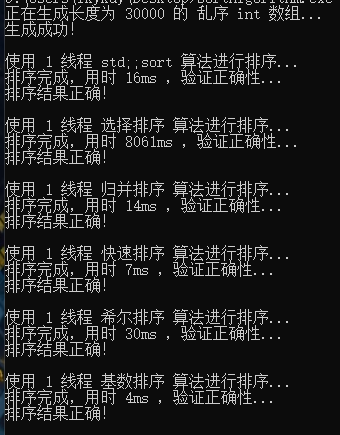 正在生成长度为 30000 的 乱序 int 数组...
生成成功!
使用 1 线程 std;;sort 算法进行排序...
排序完成，用时 16ms ，验证正确性...
排序结果正确!
使用 1 线程 选择排序 算法进行排序...
排序完成，用时 8061ms ，验证正确性...
排序结果正确!
使用 1 线程 归并排序 算法进行排序...
排序完成，用时 14ms ，验证正确性...
排序结果正确!
使用 1 线程 快速排序 算法进行排序...
排序完成，用时 7ms ，验证正确性...
排序结果正确!
使用 1 线程 希尔排序 算法进行排序...
排序完成，用时 30ms ，验证正确性...
排序结果正确!
使用 1 线程 基数排序 算法进行排序...
排序完成，用时 4ms ，验证正确性...
排序结果正确!